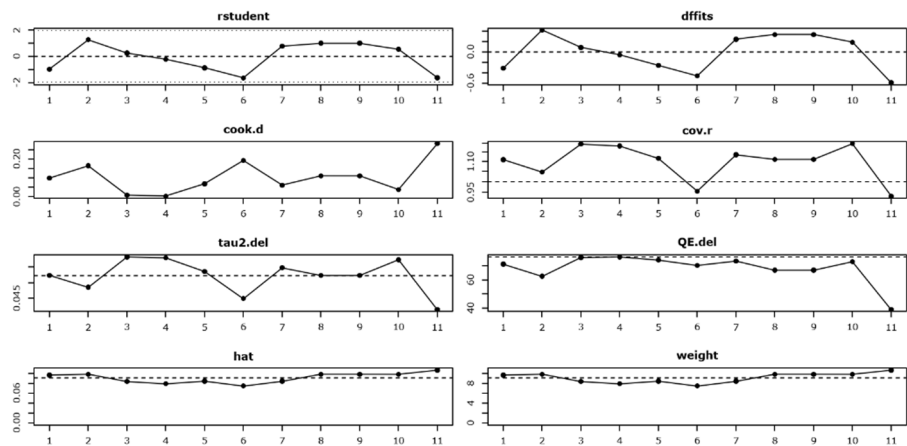 rstudent
2
0
-2
1 2 3 4 5 6 7 8 9 10 11
dffits
0.0
-0.6
1 2 3 4 5 6 7 8 9 10 11
cook.d
0.20
0.00
1 2 3 4 5 6 7 8 9 10 11
cov.r
1.10
0.95
1 2 3 4 5 6 7 8 9 10 11
tau2.del
0.045
1 2 3 4 5 6 7 8 9 10 11
QE.del
60
40
1 2 3 4 5 6 7 8 9 10 11
hat
0.06
0.00
1 2 3 4 5 6 7 8 9 10 11
weight
8
4
0
1 2 3 4 5 6 7 8 9 10 11